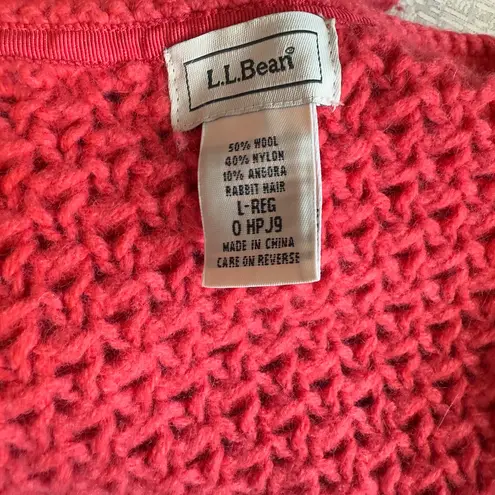 L.L.Bean
50% WOOL
40% NYLON
10% ANGORA
RABBIT HAIR
L-REG
0 HPJ9
MADE IN CHINA
CARE ON REVERSE